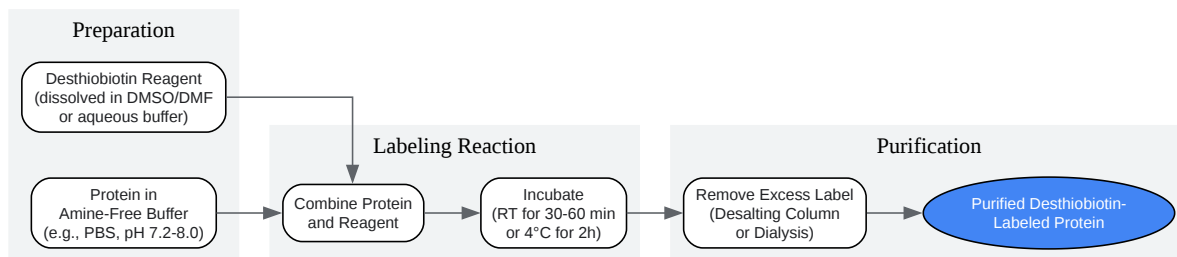 Preparation
Desthiobiotin Reagent
(dissolved in DMSO/DMF
or aqueous buffer)
Protein in
Amine-Free Buffer
(e.g., PBS, pH 7.2-8.0)
Labeling Reaction
Combine Protein
and Reagent
Incubate
(RT for 30-60 min
or 4°C for 2h)
Purification
Remove Excess Label
(Desalting Column
or Dialysis)
Purified Desthiobiotin-
Labeled Protein